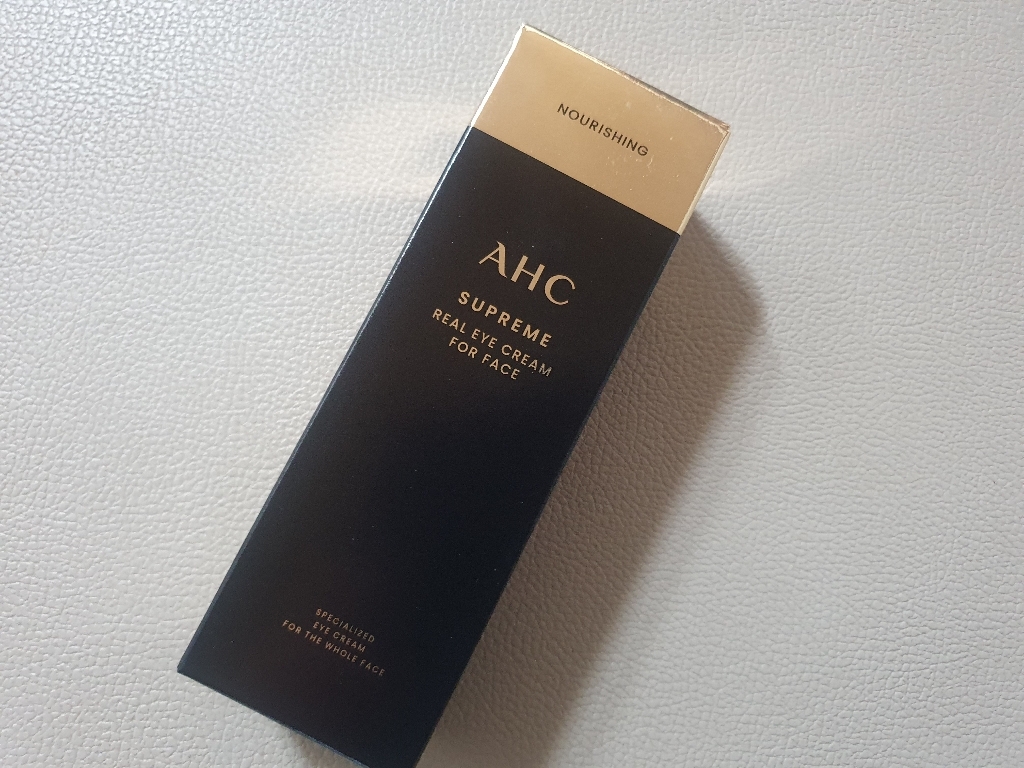 NOURISHING
AHC
SUPREME
REAL EYE CREAM
FOR FACE
SPECIALIZED
EYE CREAM
FOR THE WHOLE FACE